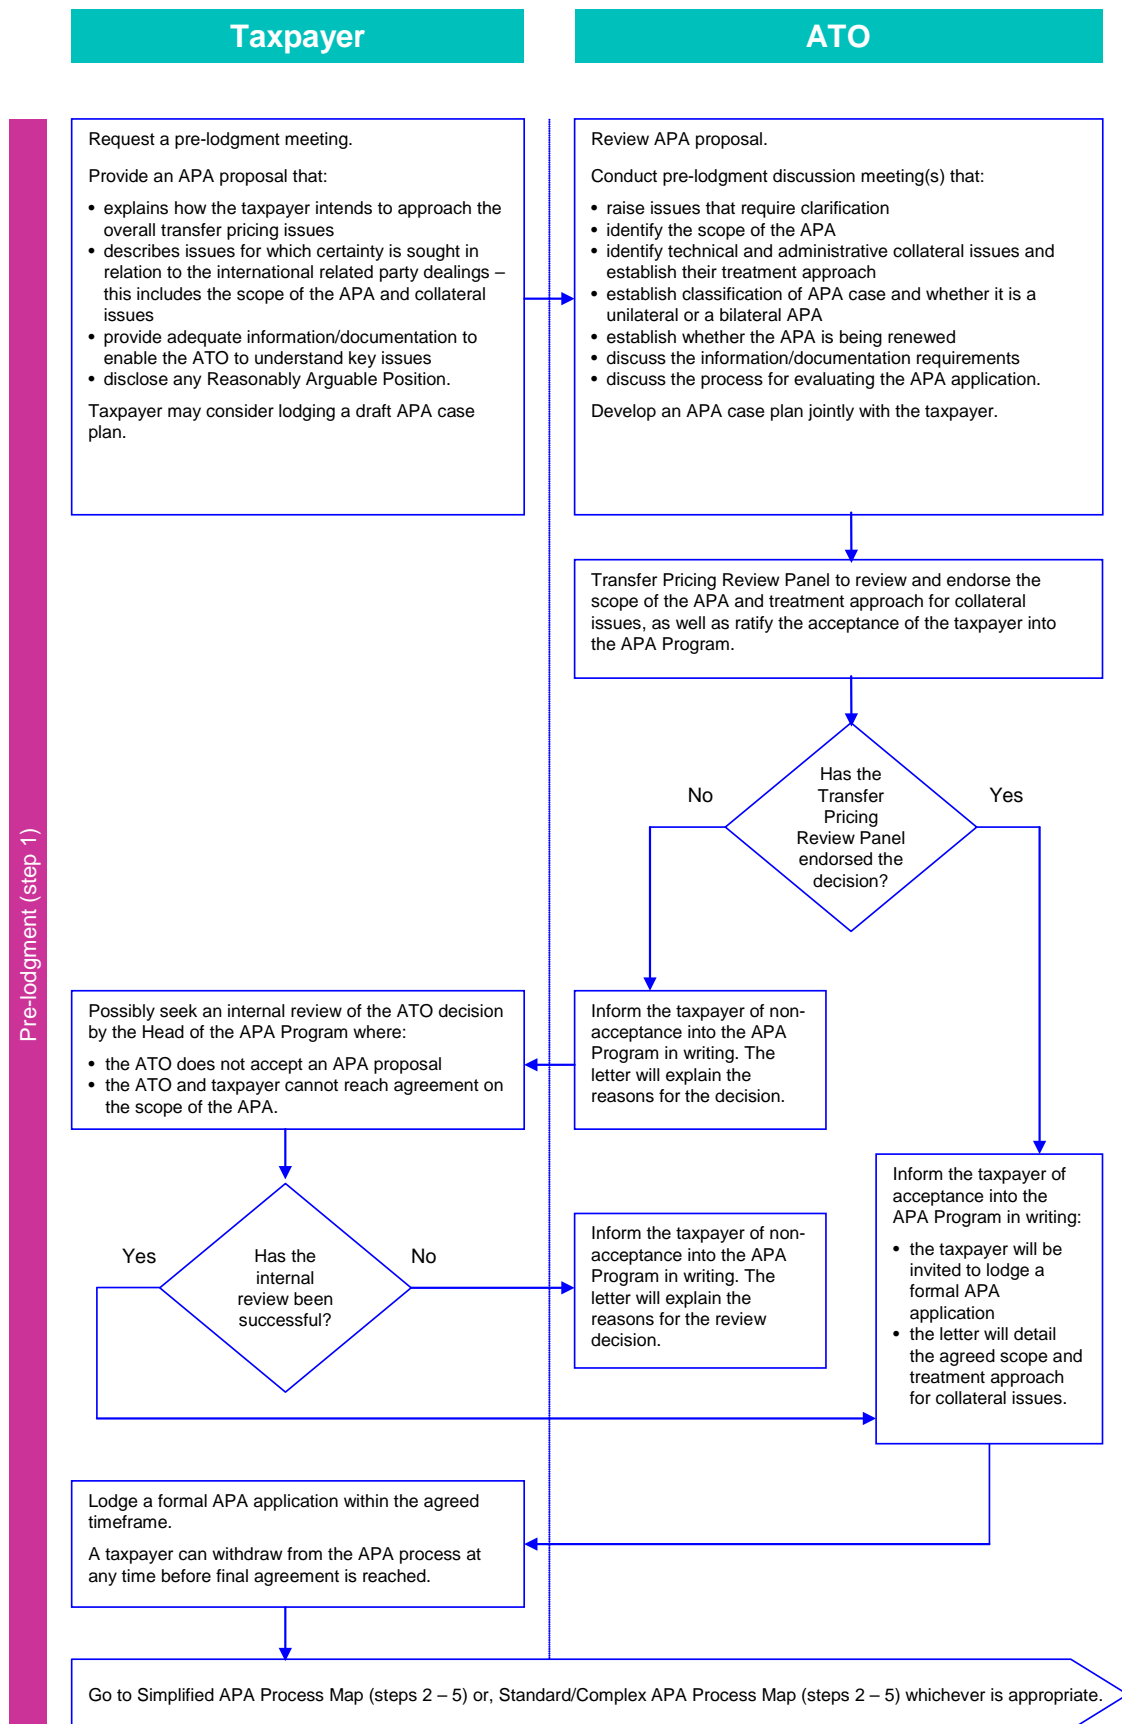 Taxpayer
ATO
Pre-lodgment (step 1)
Request a pre-lodgment meeting.
Provide an APA proposal that:
• explains how the taxpayer intends to approach the
overall transfer pricing issues
• describes issues for which certainty is sought in
relation to the international related party dealings –
this includes the scope of the APA and collateral
issues
• provide adequate information/documentation to
enable the ATO to understand key issues
• disclose any Reasonably Arguable Position.
Taxpayer may consider lodging a draft APA case
plan.
Review APA proposal.
Conduct pre-lodgment discussion meeting(s) that:
• raise issues that require clarification
• identify the scope of the APA
• identify technical and administrative collateral issues and
establish their treatment approach
• establish classification of APA case and whether it is a
unilateral or a bilateral APA
• establish whether the APA is being renewed
• discuss the information/documentation requirements
• discuss the process for evaluating the APA application.
Develop an APA case plan jointly with the taxpayer.
Transfer Pricing Review Panel to review and endorse the
scope of the APA and treatment approach for collateral
issues, as well as ratify the acceptance of the taxpayer into
the APA Program.
Has the
Transfer
Pricing
Review Panel
endorsed the
decision?
No
Yes
Inform the taxpayer of non-
acceptance into the APA
Program in writing. The
letter will explain the
reasons for the decision.
Possibly seek an internal review of the ATO decision
by the Head of the APA Program where:
• the ATO does not accept an APA proposal
• the ATO and taxpayer cannot reach agreement on
the scope of the APA.
Has the
internal
review been
successful?
Yes
No
Inform the taxpayer of non-
acceptance into the APA
Program in writing. The
letter will explain the
reasons for the review
decision.
Inform the taxpayer of
acceptance into the
APA Program in writing:
• the taxpayer will be
invited to lodge a
formal APA
application
• the letter will detail
the agreed scope and
treatment approach
for collateral issues.
Lodge a formal APA application within the agreed
timeframe.
A taxpayer can withdraw from the APA process at
any time before final agreement is reached.
Go to Simplified APA Process Map (steps 2 – 5) or, Standard/Complex APA Process Map (steps 2 – 5) whichever is appropriate.